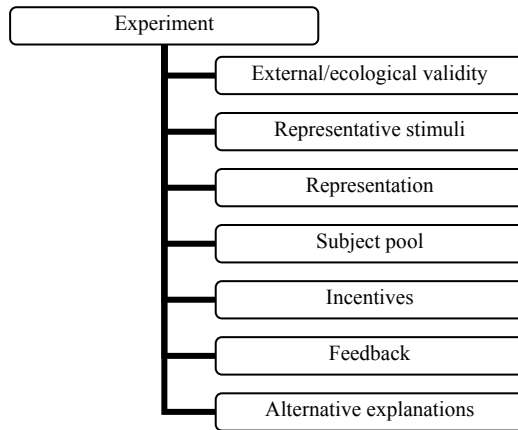 Experiment
External/ecological validity
Representative stimuli
Representation
Subject pool
Incentives
Feedback
Alternative explanations